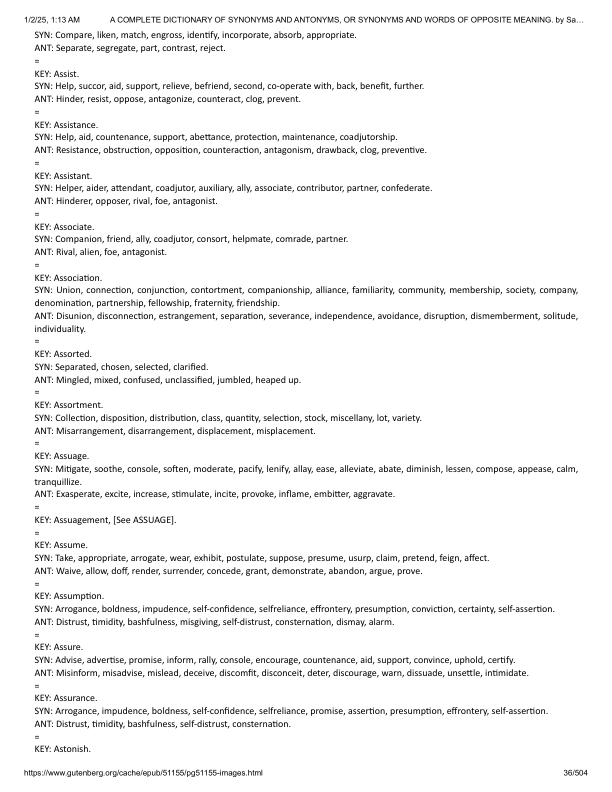 1/2/25, 1:13 AM A COMPLETE DICTIONARY OF SYNONYMS AND ANTONYMS, OR SYNONYMS AND WORDS OF OPPOSITE MEANING. by Sa…
SYN: Compare, liken, match, engross, identify, incorporate, absorb, appropriate.
ANT: Separate, segregate, part, contrast, reject.
=
KEY: Assist.
SYN: Help, succor, aid, support, relieve, befriend, second, co-operate with, back, benefit, further.
ANT: Hinder, resist, oppose, antagonize, counteract, clog, prevent.
=
KEY: Assistance.
SYN: Help, aid, countenance, support, abettance, protection, maintenance, coadjutorship.
ANT: Resistance, obstruction, opposition, counteraction, antagonism, drawback, clog, preventive.
=
KEY: Assistant.
SYN: Helper, aider, attendant, coadjutor, auxiliary, ally, associate, contributor, partner, confederate.
ANT: Hinderer, opposer, rival, foe, antagonist.
=
KEY: Associate.
SYN: Companion, friend, ally, coadjutor, consort, helpmate, comrade, partner.
ANT: Rival, alien, foe, antagonist.
=
KEY: Association.
SYN: Union, connection, conjunction, contortment, companionship, alliance, familiarity, community, membership, society, company,
denomination, partnership, fellowship, fraternity, friendship.
ANT: Disunion, disconnection, estrangement, separation, severance, independence, avoidance, disruption, dismemberment, solitude,
individuality.
=
KEY: Assorted.
SYN: Separated, chosen, selected, clarified.
ANT: Mingled, mixed, confused, unclassified, jumbled, heaped up.
=
KEY: Assortment.
SYN: Collection, disposition, distribution, class, quantity, selection, stock, miscellany, lot, variety.
ANT: Misarrangement, disarrangement, displacement, misplacement.
=
KEY: Assuage.
SYN: Mitigate, soothe, console, soften, moderate, pacify, lenify, allay, ease, alleviate, abate, diminish, lessen, compose, appease, calm,
tranquillize.
ANT: Exasperate, excite, increase, stimulate, incite, provoke, inflame, embitter, aggravate.
=
KEY: Assuagement, [See ASSUAGE].
=
KEY: Assume.
SYN: Take, appropriate, arrogate, wear, exhibit, postulate, suppose, presume, usurp, claim, pretend, feign, affect.
ANT: Waive, allow, doff, render, surrender, concede, grant, demonstrate, abandon, argue, prove.
=
KEY: Assumption.
SYN: Arrogance, boldness, impudence, self-confidence, selfreliance, effrontery, presumption, conviction, certainty, self-assertion.
ANT: Distrust, timidity, bashfulness, misgiving, self-distrust, consternation, dismay, alarm.
=
KEY: Assure.
SYN: Advise, advertise, promise, inform, rally, console, encourage, countenance, aid, support, convince, uphold, certify.
ANT: Misinform, misadvise, mislead, deceive, discomfit, disconceit, deter, discourage, warn, dissuade, unsettle, intimidate.
=
KEY: Assurance.
SYN: Arrogance, impudence, boldness, self-confidence, selfreliance, promise, assertion, presumption, effrontery, self-assertion.
ANT: Distrust, timidity, bashfulness, self-distrust, consternation.
=
KEY: Astonish.
https://www.gutenberg.org/cache/epub/51155/pg51155-images.html 36/504